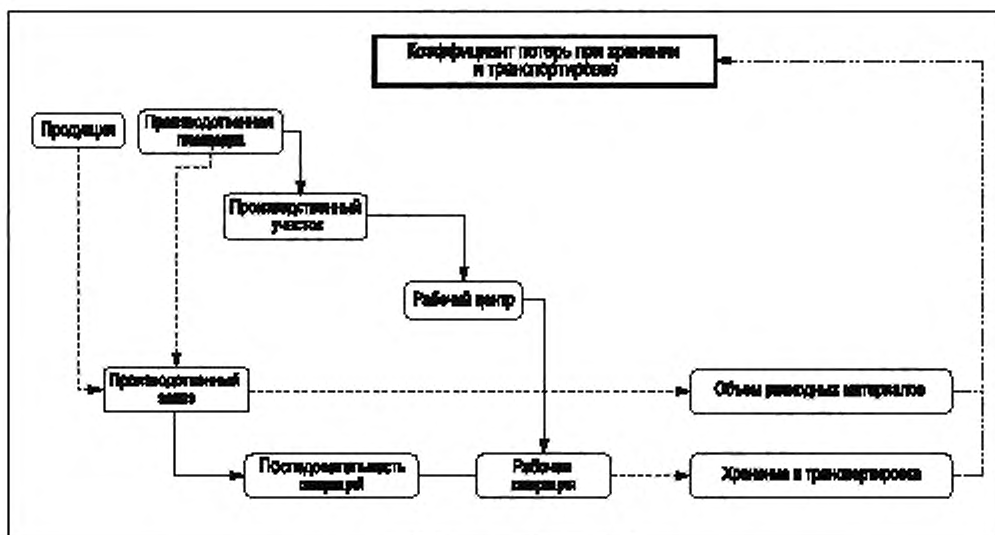 Коэффициент потерь при хранении
и транспортировке
Продукция
Производственная
площадка
Производственный
участок
Рабочий центр
Производственный
заказ
Объем расходных материалов
Последовательность
операций
Рабочая
операция
Хранение и транспортировка